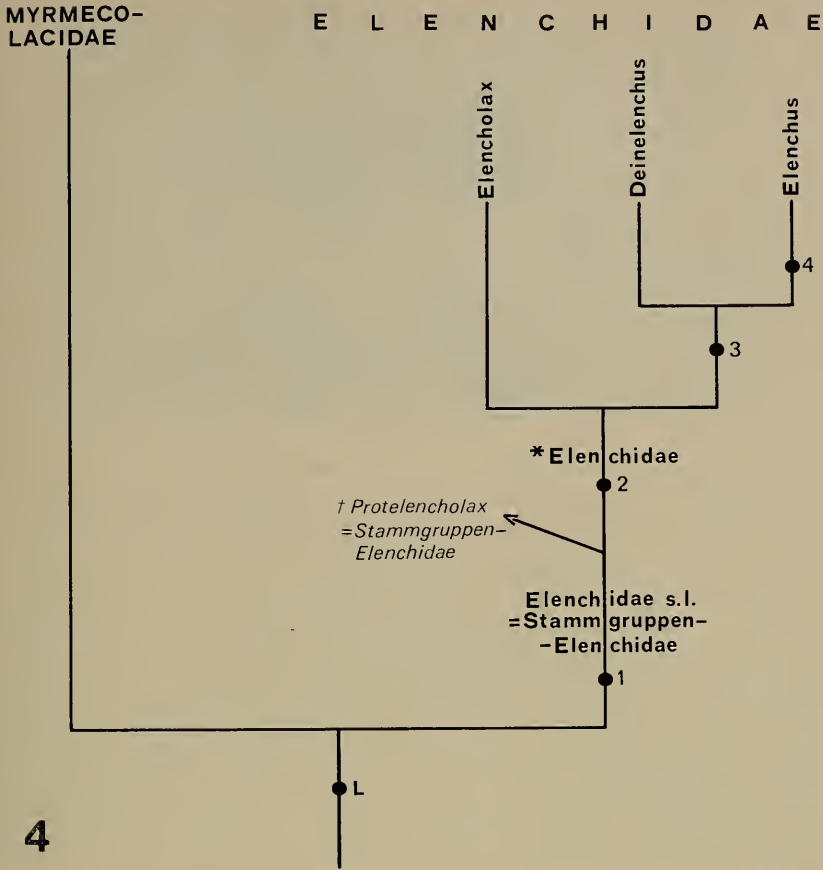 MYRMECO-
LACIDAE
E L E N C H I D A E
Elencholax
Deinelenchus
Elenchus
4
3
*Elenchidae
2
† Protelencholax
=Stammgruppen-
Elenchidae
Elenchidae s.l.
=Stammgruppen-
-Elenchidae
1
L
4